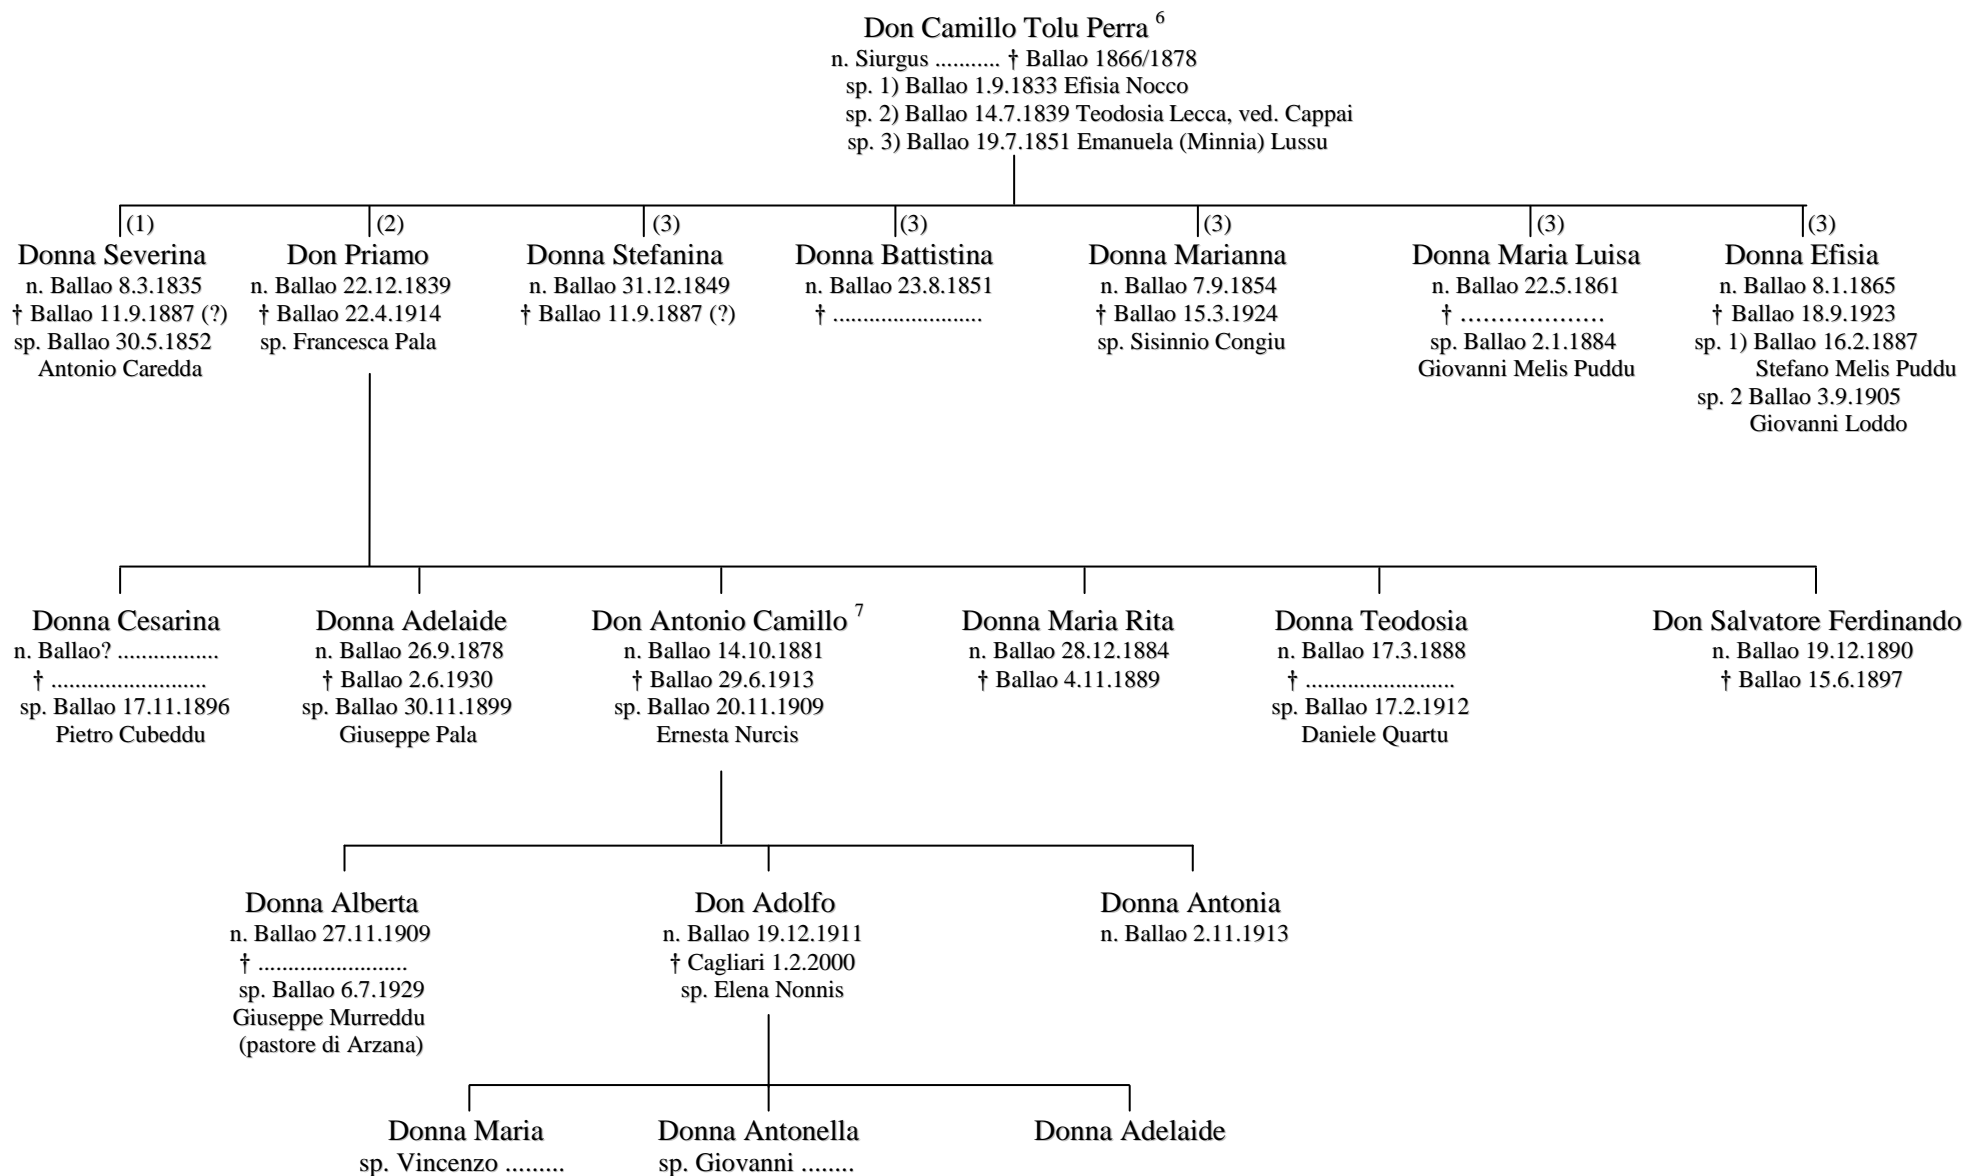 Don Camillo Tolu Perra 6
n. Siurgus ........... † Ballao 1866/1878
sp. 1) Ballao 1.9.1833 Efisia Nocco
sp. 2) Ballao 14.7.1839 Teodosia Lecca, ved. Cappai
sp. 3) Ballao 19.7.1851 Emanuela (Minnia) Lussu
(1)
Donna Severina
n. Ballao 8.3.1835
† Ballao 11.9.1887 (?)
sp. Ballao 30.5.1852
Antonio Caredda
(2)
Don Priamo
n. Ballao 22.12.1839
† Ballao 22.4.1914
sp. Francesca Pala
(3)
Donna Stefanina
n. Ballao 31.12.1849
† Ballao 11.9.1887 (?)
(3)
Donna Battistina
n. Ballao 23.8.1851
† .........................
(3)
Donna Marianna
n. Ballao 7.9.1854
† Ballao 15.3.1924
sp. Sisinnio Congiu
(3)
Donna Maria Luisa
n. Ballao 22.5.1861
† ..................
sp. Ballao 2.1.1884
Giovanni Melis Puddu
(3)
Donna Efisia
n. Ballao 8.1.1865
† Ballao 18.9.1923
sp. 1) Ballao 16.2.1887
Stefano Melis Puddu
sp. 2 Ballao 3.9.1905
Giovanni Loddo
Donna Cesarina
n. Ballao? .................
† ..........................
sp. Ballao 17.11.1896
Pietro Cubeddu
Donna Adelaide
n. Ballao 26.9.1878
† Ballao 2.6.1930
sp. Ballao 30.11.1899
Giuseppe Pala
Don Antonio Camillo 7
n. Ballao 14.10.1881
† Ballao 29.6.1913
sp. Ballao 20.11.1909
Ernesta Nurcis
Donna Maria Rita
n. Ballao 28.12.1884
† Ballao 4.11.1889
Donna Teodosia
n. Ballao 17.3.1888
† .........................
sp. Ballao 17.2.1912
Daniele Quartu
Don Salvatore Ferdinando
n. Ballao 19.12.1890
† Ballao 15.6.1897
Donna Alberta
n. Ballao 27.11.1909
† .........................
sp. Ballao 6.7.1929
Giuseppe Murreddu
(pastore di Arzana)
Don Adolfo
n. Ballao 19.12.1911
† Cagliari 1.2.2000
sp. Elena Nonnis
Donna Antonia
n. Ballao 2.11.1913
Donna Maria
sp. Vincenzo .........
Donna Antonella
sp. Giovanni ........
Donna Adelaide